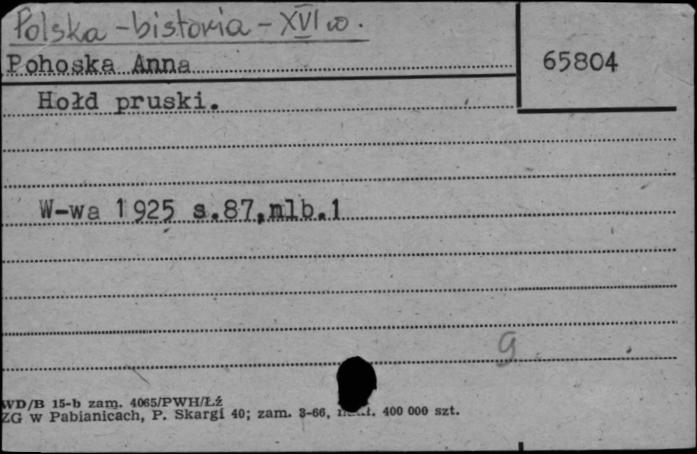 Polska - historia - XVI w.
Pohoska Anna
65804
Hołd pruski.
W-wa 1925 s.87,nlb.1
g
WD/B 15-b zam. 4065/PWH/Łź
ZG w Pabianicach, P. Skargi 40; zam. 3-66, 400 000 szt.